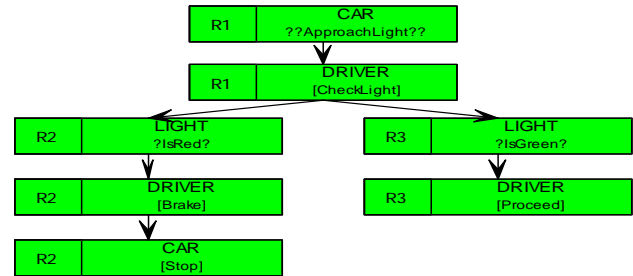 R1 CAR
??ApproachLight??
R1 DRIVER
[CheckLight]
R2 LIGHT
?IsRed?
R3 LIGHT
?IsGreen?
R2 DRIVER
[Brake]
R3 DRIVER
[Proceed]
R2 CAR
[Stop]